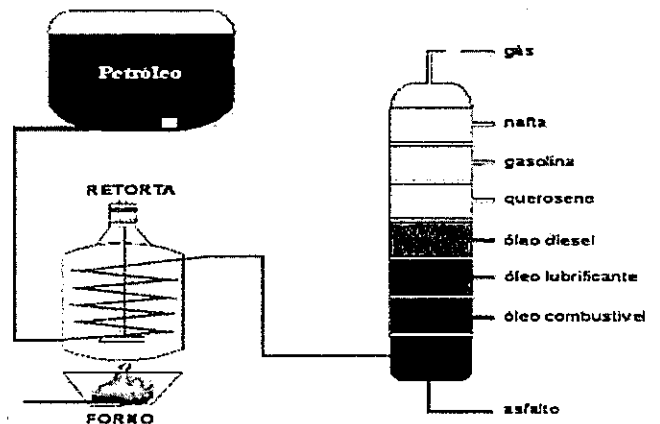 Petróleo
RETORTA
FORNO
gás
nafta
gasolina
querosene
óleo diesel
óleo lubrificante
óleo combustível
asfalto